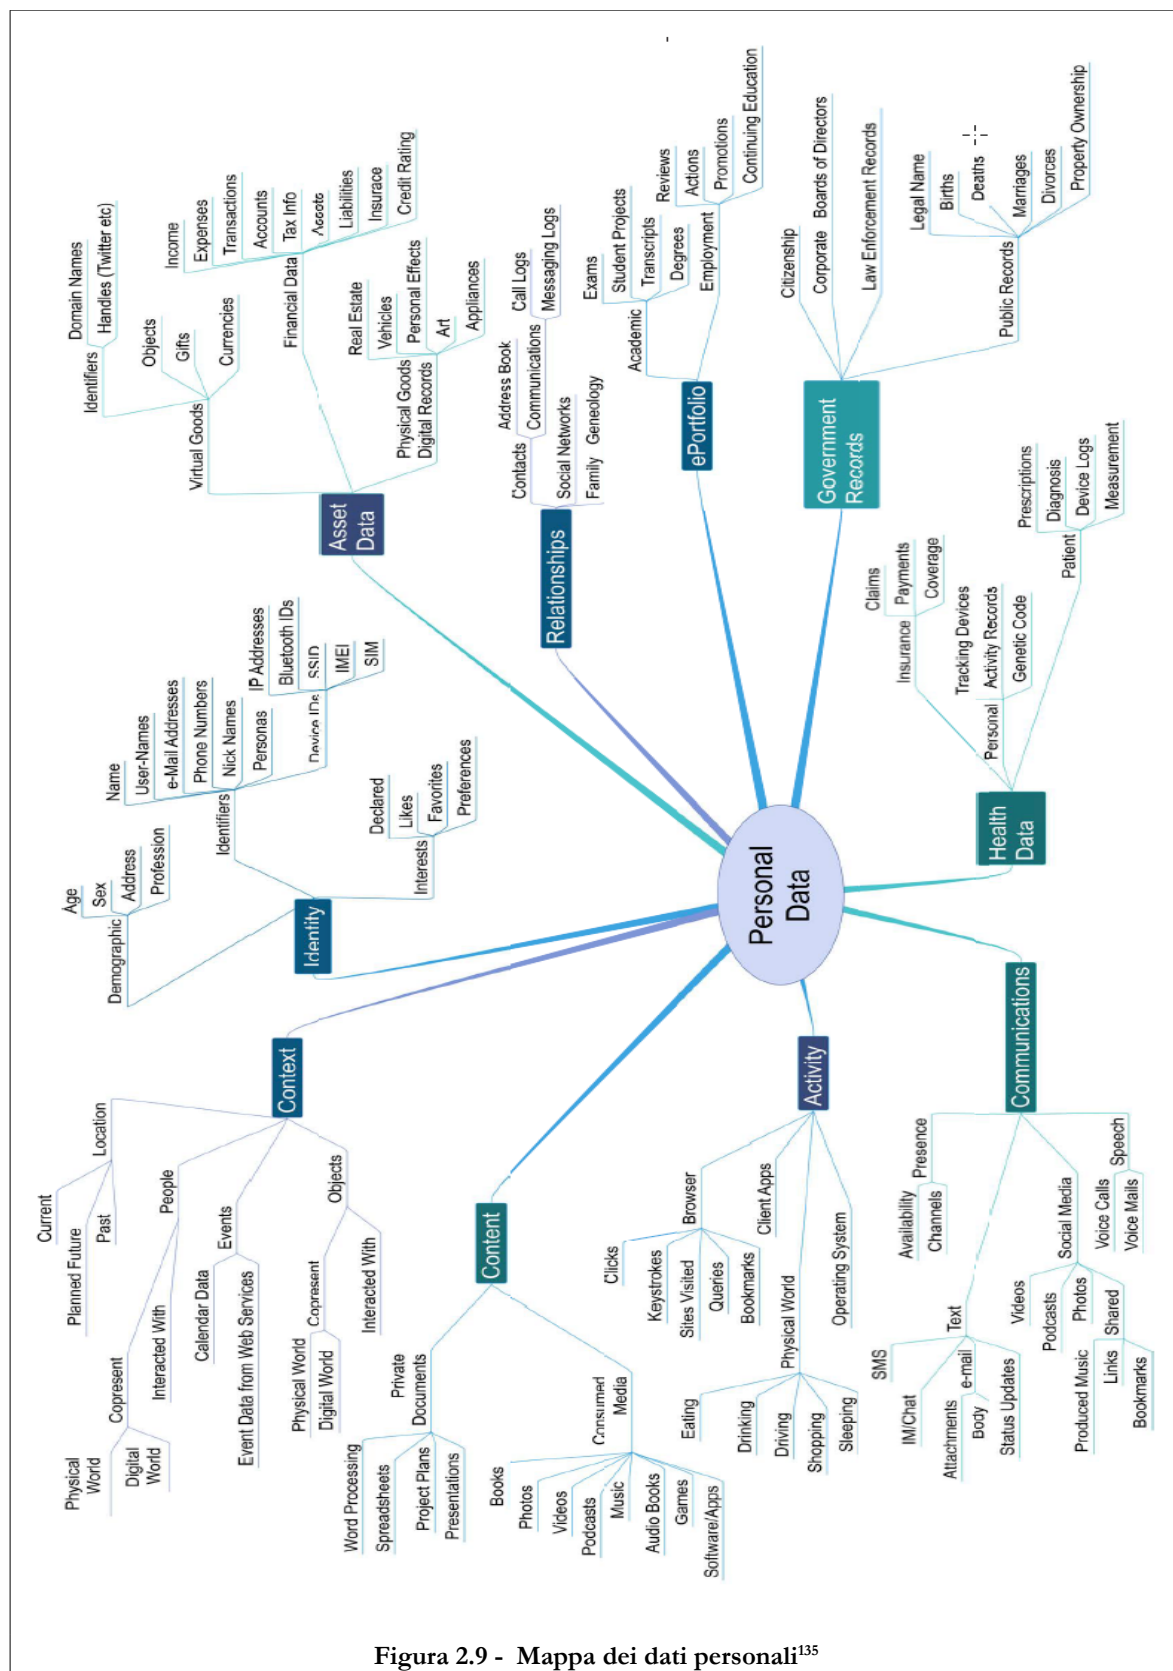 Personal
Data
Identity
Demographic
Age
Sex
Address
Profession
Identifiers
Name
User-Names
e-Mail Addresses
Phone Numbers
Nick Names
Personas
Device IDs
IP Addresses
Bluetooth IDs
SSID
IMEI
SIM
Interests
Declared
Likes
Favorites
Preferences
Asset
Data
Virtual Goods
Identifiers
Domain Names
Handles (Twitter etc)
Objects
Gifts
Currencies
Financial Data
Income
Expenses
Transactions
Accounts
Tax Info
Assets
Liabilities
Insurace
Credit Rating
Physical Goods
Digital Records
Real Estate
Vehicles
Personal Effects
Art
Appliances
Relationships
Contacts
Address Book
Communications
Call Logs
Messaging Logs
Social Networks
Family Geneology
ePortfolio
Academic
Exams
Student Projects
Transcripts
Degrees
Employment
Reviews
Actions
Promotions
Continuing Education
Government
Records
Citizenship
Corporate Boards of Directors
Law Enforcement Records
Public Records
Legal Name
Births
Deaths
Marriages
Divorces
Property Ownership
Health
Data
Insurance
Claims
Payments
Coverage
Personal
Tracking Devices
Activity Records
Genetic Code
Patient
Prescriptions
Diagnosis
Device Logs
Measurement
Context
Location
Current
Planned Future
Past
People
Copresent
Physical
World
Digital
World
Interacted With
Events
Calendar Data
Event Data from Web Services
Objects
Copresent
Physical World
Digital World
Interacted With
Content
Private
Documents
Word Processing
Spreadsheets
Project Plans
Presentations
Consumed
Media
Books
Photos
Videos
Podcasts
Music
Audio Books
Games
Software/Apps
Activity
Browser
Clicks
Keystrokes
Sites Visited
Queries
Bookmarks
Client Apps
Physical World
Eating
Drinking
Driving
Shopping
Sleeping
Operating System
Communications
Presence
Availability
Channels
Text
SMS
IM/Chat
e-mail
Attachments
Body
Status Updates
Social Media
Videos
Podcasts
Photos
Shared
Produced Music
Links
Bookmarks
Speech
Voice Calls
Voice Mails
Figura 2.9 - Mappa dei dati personali135